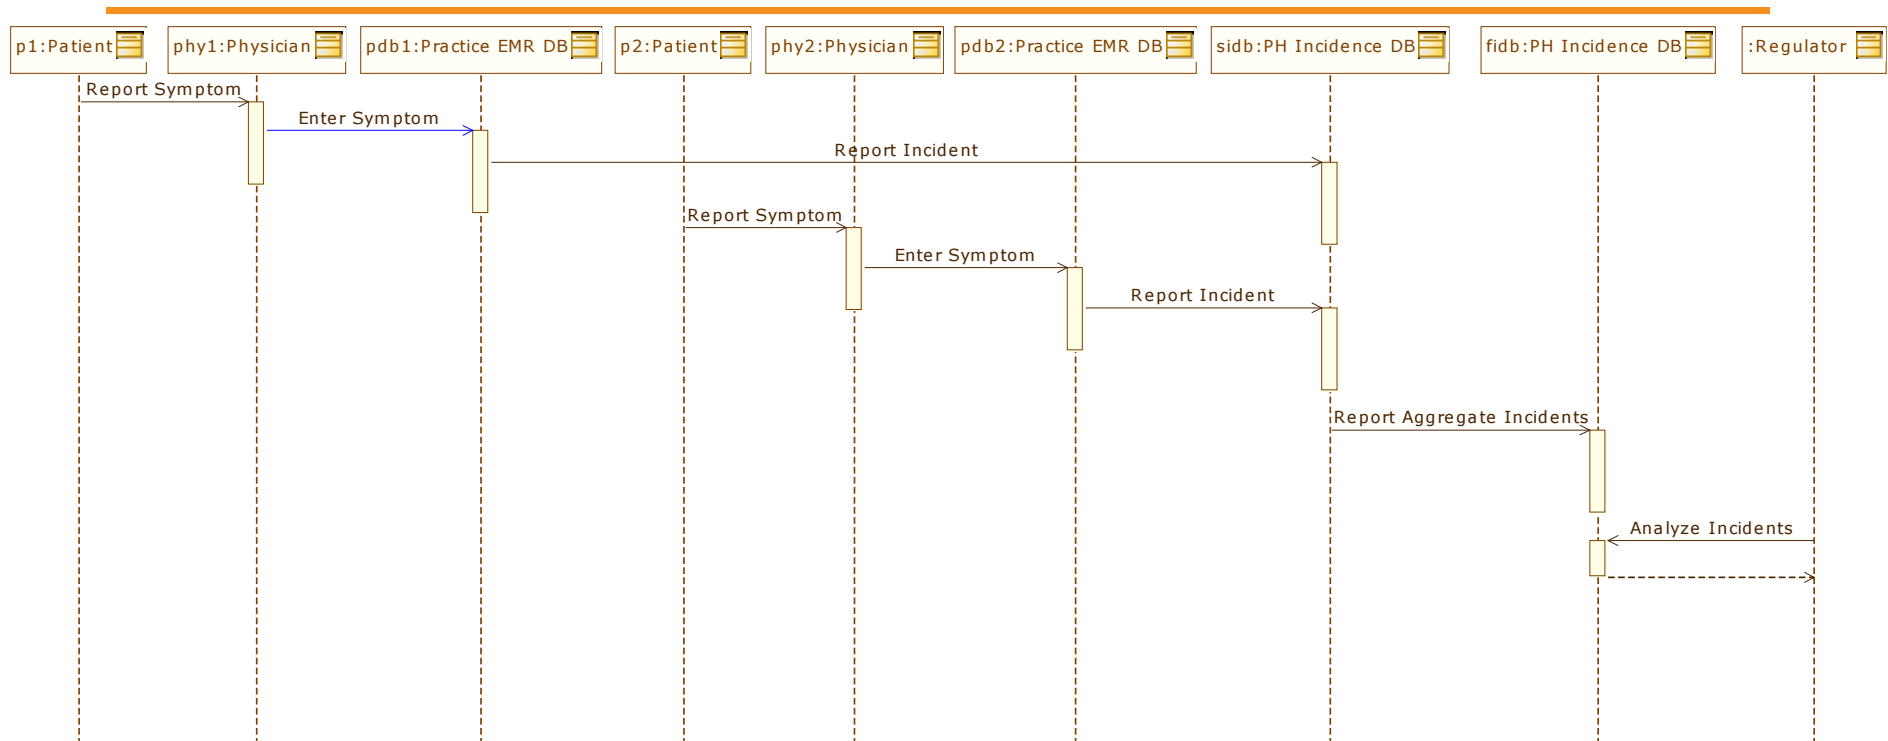 p1:Patient
phy1:Physician
pdb1:Practice EMR DB
p2:Patient
phy2:Physician
pdb2:Practice EMR DB
sidb:PH Incidence DB
fidb:PH Incidence DB
:Regulator
Report Symptom
Enter Symptom
Report Incident
Report Symptom
Enter Symptom
Report Incident
Report Aggregate Incidents
Analyze Incidents